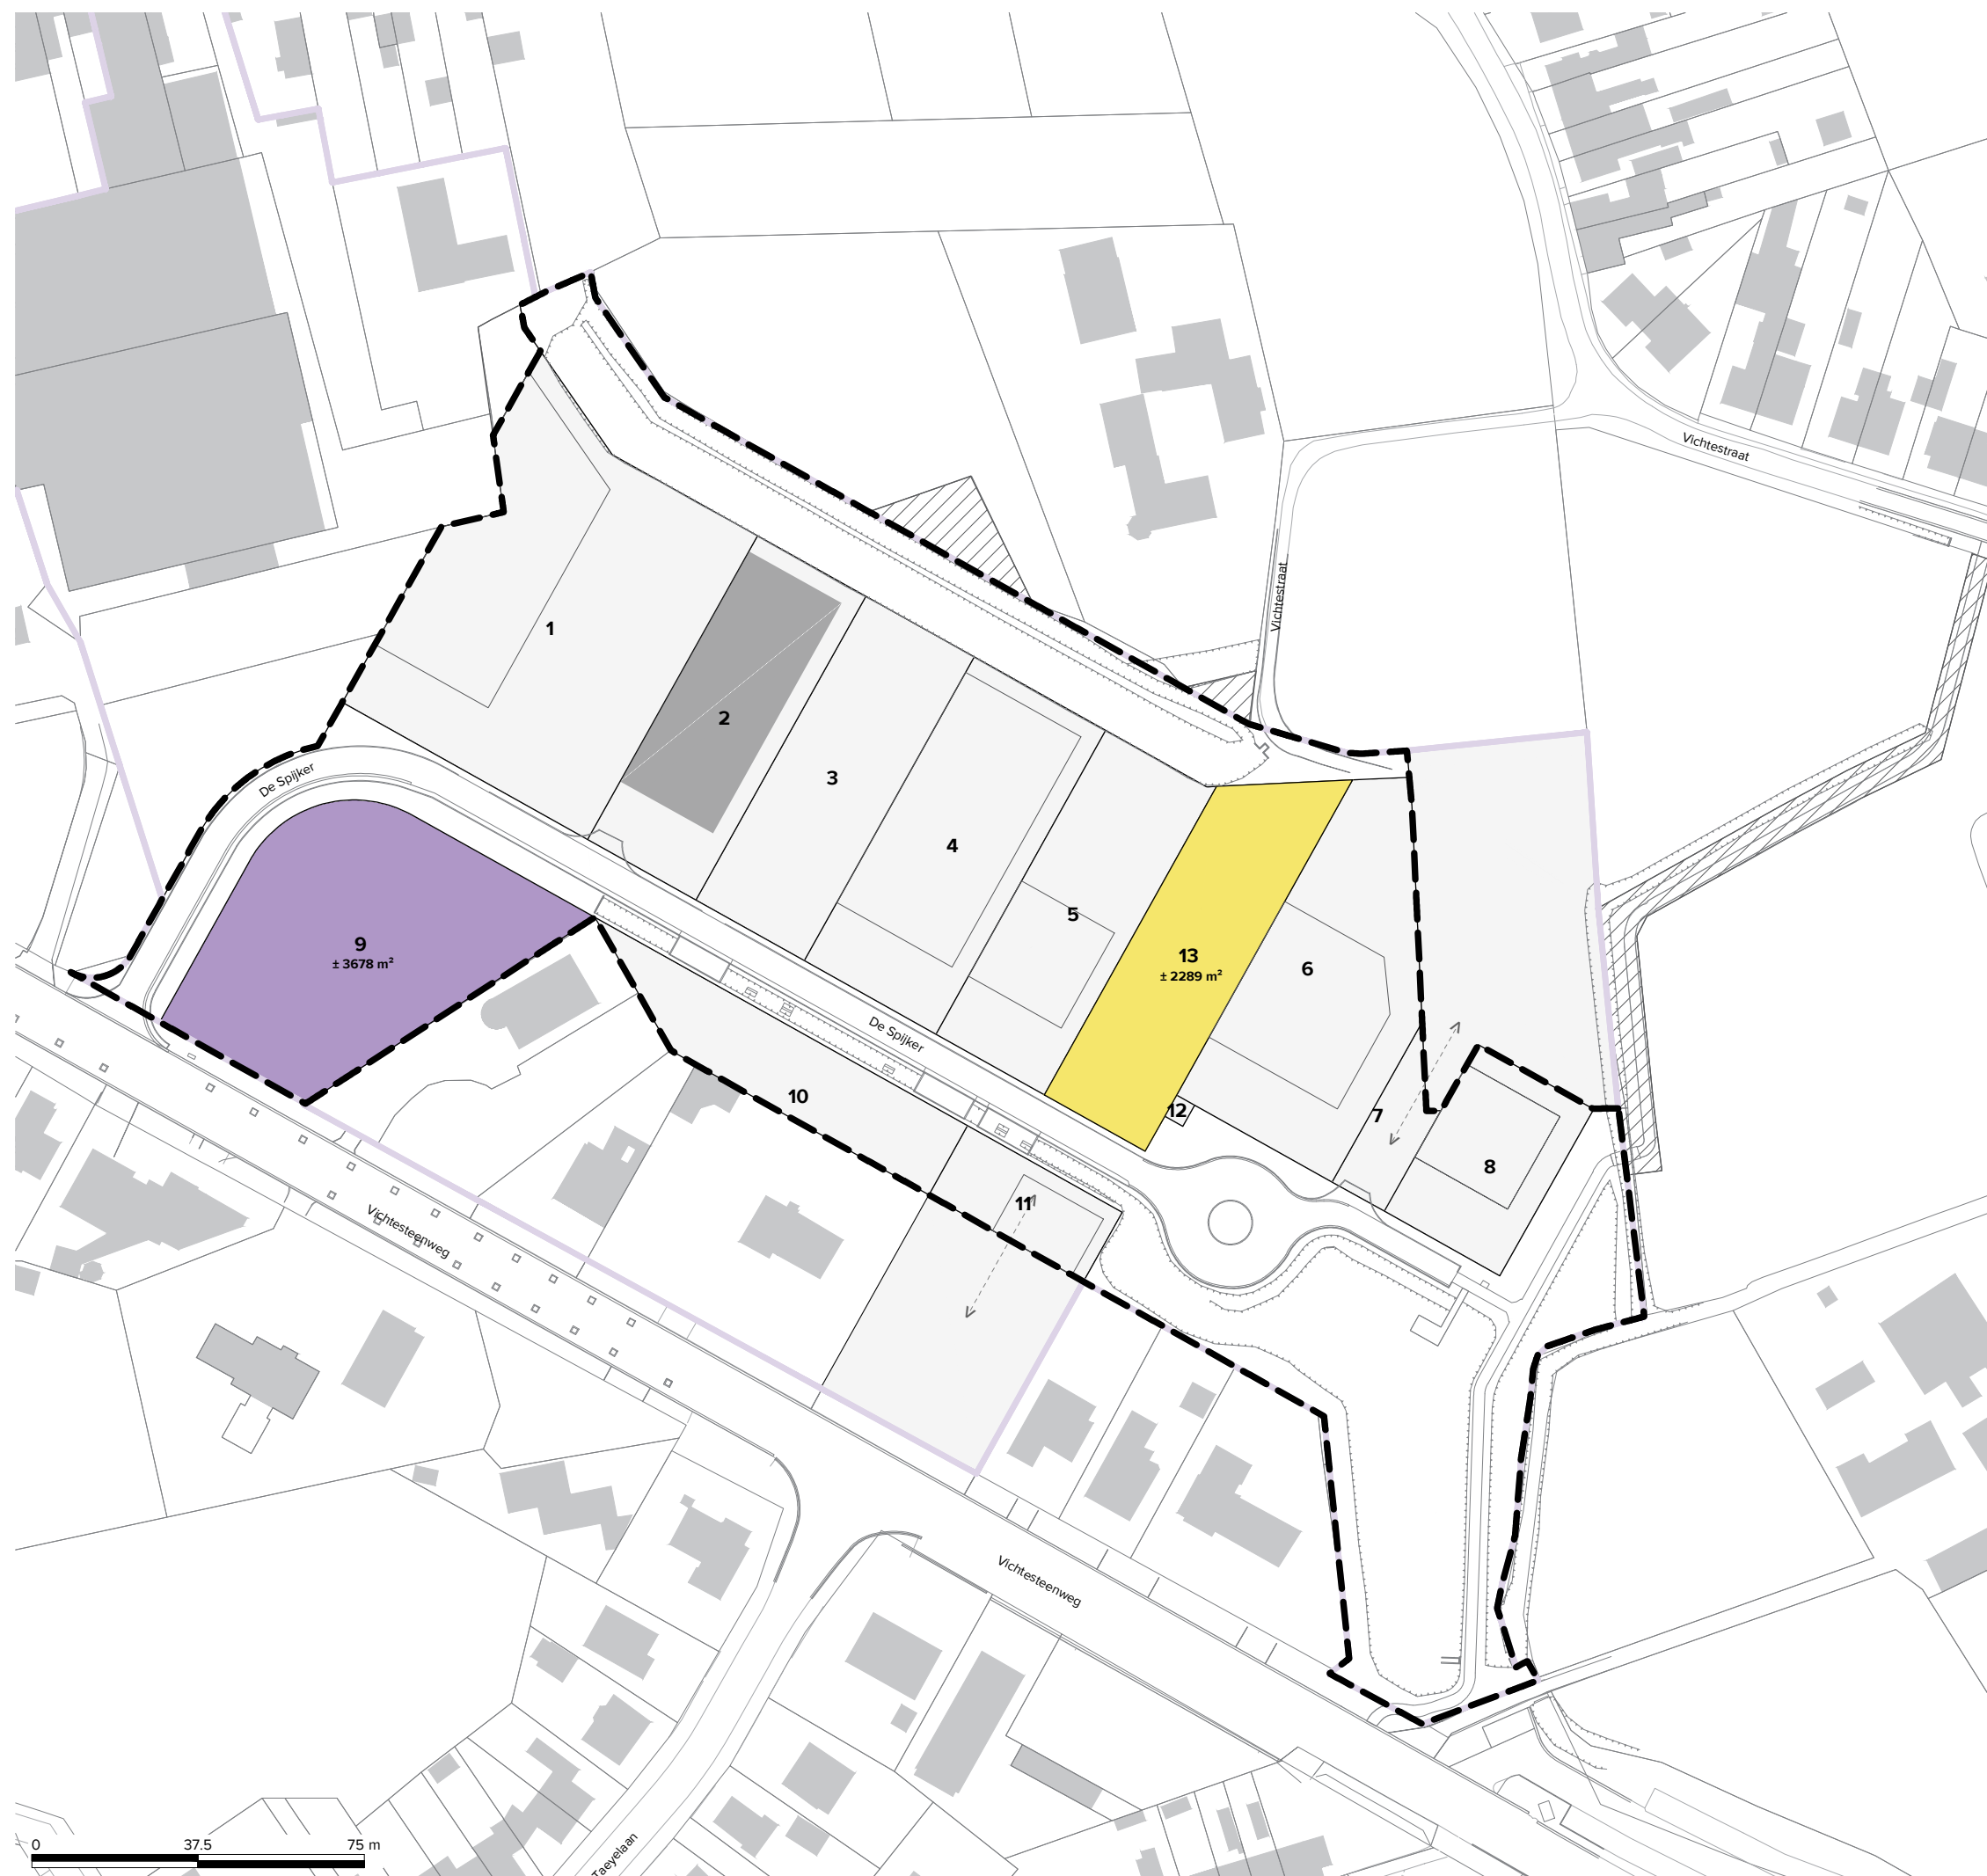 Vichtestraat
Vichtestraat
1
2
3
De Spijker
4
5
9
± 3678 m²
13
± 2289 m²
6
De Spijker
10
12
7
8
11
Vichtesteenweg
Vichtesteenweg
Taeyelaan
0 37.5 75 m